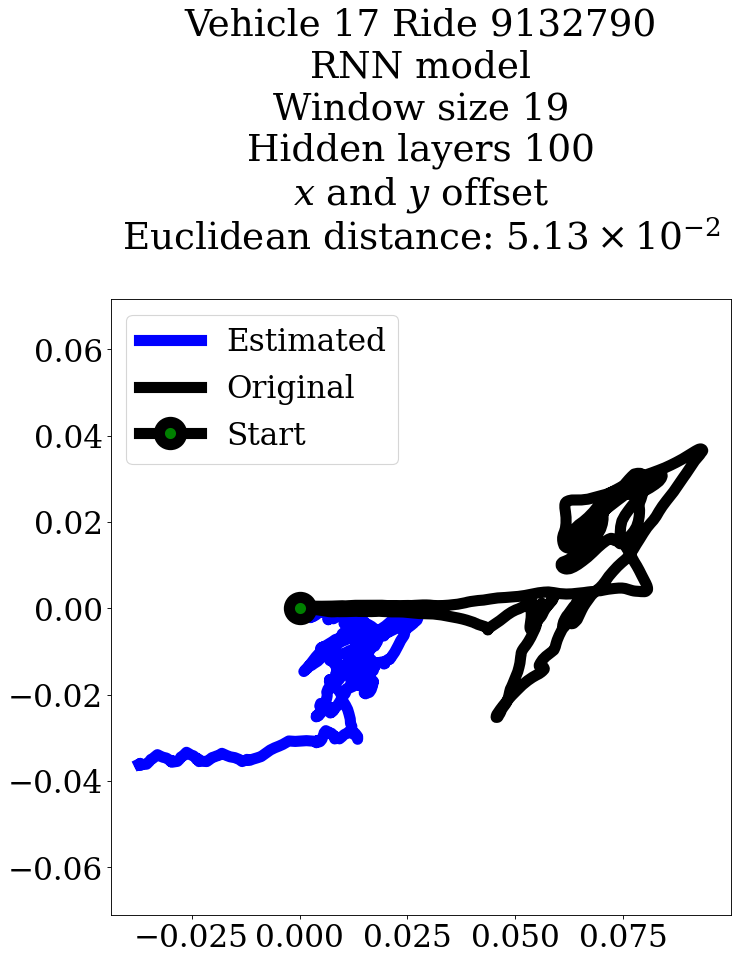 Vehicle 17 Ride 9132790
RNN model
Window size 19
Hidden layers 100
x and y offset
Euclidean distance: 5.13 × 10⁻²
Estimated
Original
Start
0.06
0.04
0.02
0.00
−0.02
−0.04
−0.06
−0.025 0.000 0.025 0.050 0.075